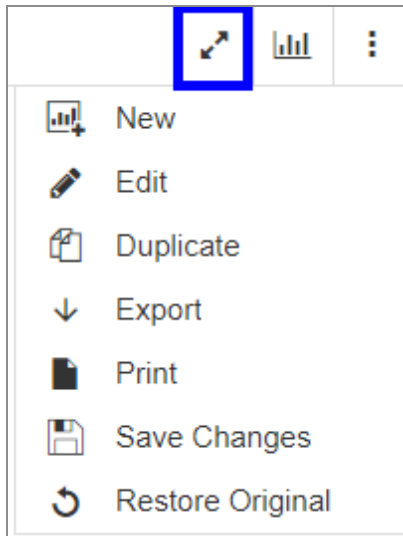 New
Edit
Duplicate
Export
Print
Save Changes
Restore Original